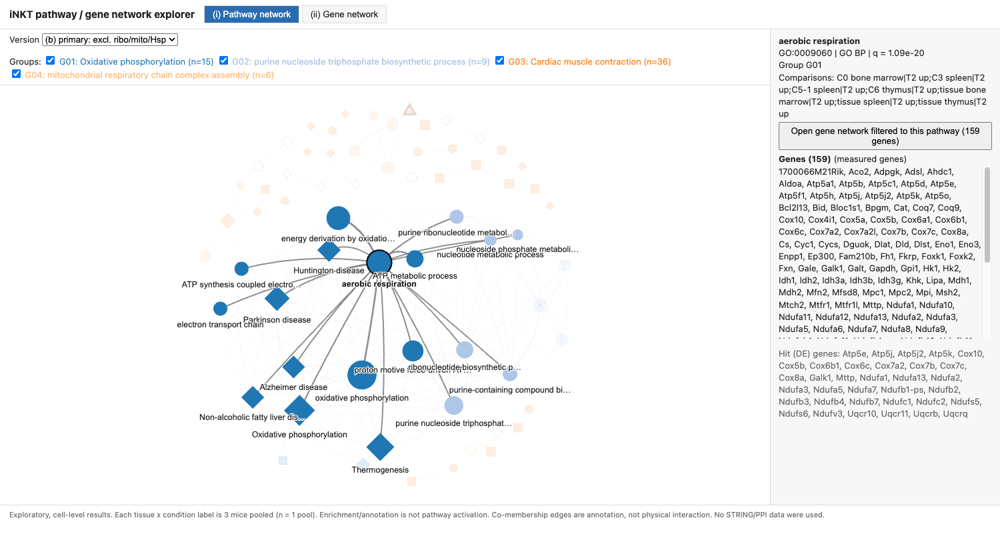 iNKT pathway / gene network explorer
(i) Pathway network
(ii) Gene network
Version (b) primary: excl. ribo/mito/Hsp
Groups: G01: Oxidative phosphorylation (n=15) G02: purine nucleoside triphosphate biosynthetic process (n=9) G03: Cardiac muscle contraction (n=36)
G04: mitochondrial respiratory chain complex assembly (n=6)
energy derivation by oxidatio…
purine ribonucleotide metabol…
nucleoside phosphate metaboli…
nucleotide metabolic process
Huntington disease
ATP metabolic process
ATP synthesis coupled electro…
aerobic respiration
Parkinson disease
electron transport chain
proton motive force-driven AT…
ribonucleotide biosynthetic p…
Alzheimer disease
purine-containing compound bi…
oxidative phosphorylation
Non-alcoholic fatty liver dis…
purine nucleoside triphosphat…
Oxidative phosphorylation
Thermogenesis
aerobic respiration
GO:0009060 | GO BP | q = 1.09e-20
Group G01
Comparisons: C0 bone marrow|T2 up;C3 spleen|T2
up;C5-1 spleen|T2 up;C6 thymus|T2 up;tissue bone
marrow|T2 up;tissue spleen|T2 up;tissue thymus|T2
up
Open gene network filtered to this pathway (159
genes)
Genes (159) (measured genes)
1700066M21Rik, Aco2, Adpgk, Adsl, Ahdc1,
Aldoa, Atp5a1, Atp5b, Atp5c1, Atp5d, Atp5e,
Atp5f1, Atp5h, Atp5j, Atp5j2, Atp5k, Atp5o,
Bcl2l13, Bid, Bloc1s1, Bpgm, Cat, Coq7, Coq9,
Cox10, Cox4i1, Cox5a, Cox5b, Cox6a1, Cox6b1,
Cox6c, Cox7a2, Cox7a2l, Cox7b, Cox7c, Cox8a,
Cs, Cyc1, Cycs, Dguok, Dlat, Dld, Dlst, Eno1, Eno3,
Enpp1, Ep300, Fam210b, Fh1, Fkrp, Foxk1, Foxk2,
Fxn, Gale, Galk1, Galt, Gapdh, Gpi1, Hk1, Hk2,
Idh1, Idh2, Idh3a, Idh3b, Idh3g, Khk, Lipa, Mdh1,
Mdh2, Mfn2, Mfsd8, Mpc1, Mpc2, Mpi, Msh2,
Mtch2, Mtfr1, Mtfr1l, Mttp, Ndufa1, Ndufa10,
Ndufa11, Ndufa12, Ndufa13, Ndufa2, Ndufa3,
Ndufa5, Ndufa6, Ndufa7, Ndufa8, Ndufa9,
Hit (DE) genes: Atp5e, Atp5j, Atp5j2, Atp5k, Cox10,
Cox5b, Cox6b1, Cox6c, Cox7a2, Cox7b, Cox7c,
Cox8a, Galk1, Mttp, Ndufa1, Ndufa13, Ndufa2,
Ndufa3, Ndufa5, Ndufa7, Ndufb1-ps, Ndufb2,
Ndufb3, Ndufb4, Ndufb7, Ndufc1, Ndufc2, Ndufs5,
Ndufs6, Ndufv3, Uqcr10, Uqcr11, Uqcrb, Uqcrq
Exploratory, cell-level results. Each tissue x condition label is 3 mice pooled (n = 1 pool). Enrichment/annotation is not pathway activation. Co-membership edges are annotation, not physical interaction. No STRING/PPI data were used.